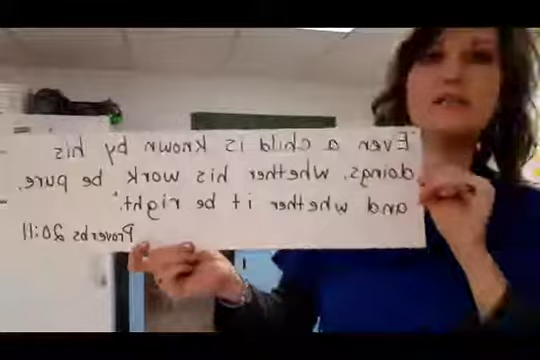 Even a child is known by his
doings, whether his work be pure,
and whether it be right."
Proverbs 20:11